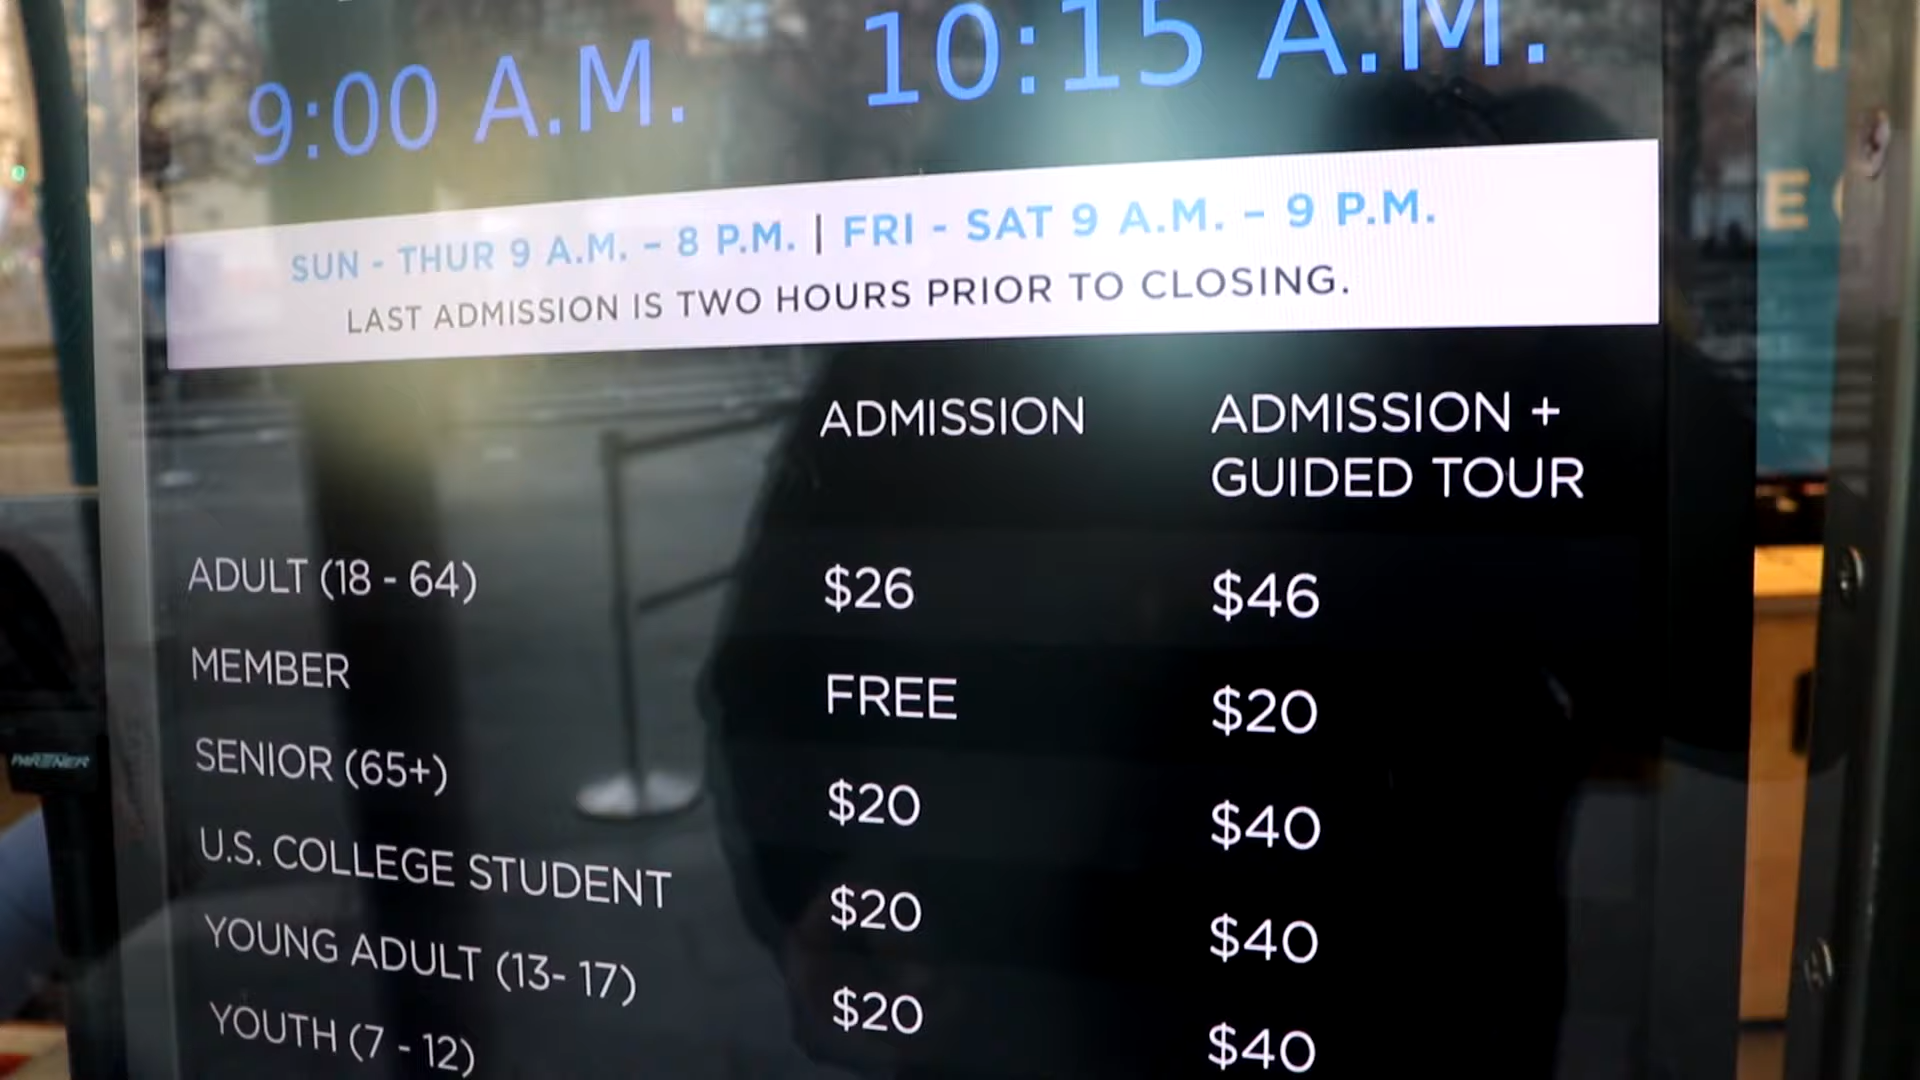 9:00 A.M. 10:15 A.M.
SUN - THUR 9 A.M. – 8 P.M. | FRI - SAT 9 A.M. – 9 P.M.
LAST ADMISSION IS TWO HOURS PRIOR TO CLOSING.
ADMISSION
ADMISSION +
GUIDED TOUR
ADULT (18 - 64) $26 $46
MEMBER FREE $20
SENIOR (65+) $20 $40
U.S. COLLEGE STUDENT $20 $40
YOUNG ADULT (13- 17) $20 $40
YOUTH (7 - 12)
PARTNER